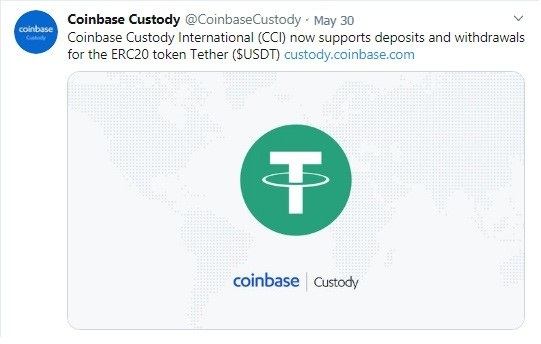 coinbase
Custody
Coinbase Custody @CoinbaseCustody · May 30
Coinbase Custody International (CCI) now supports deposits and withdrawals
for the ERC20 token Tether ($USDT) custody.coinbase.com
coinbase | Custody